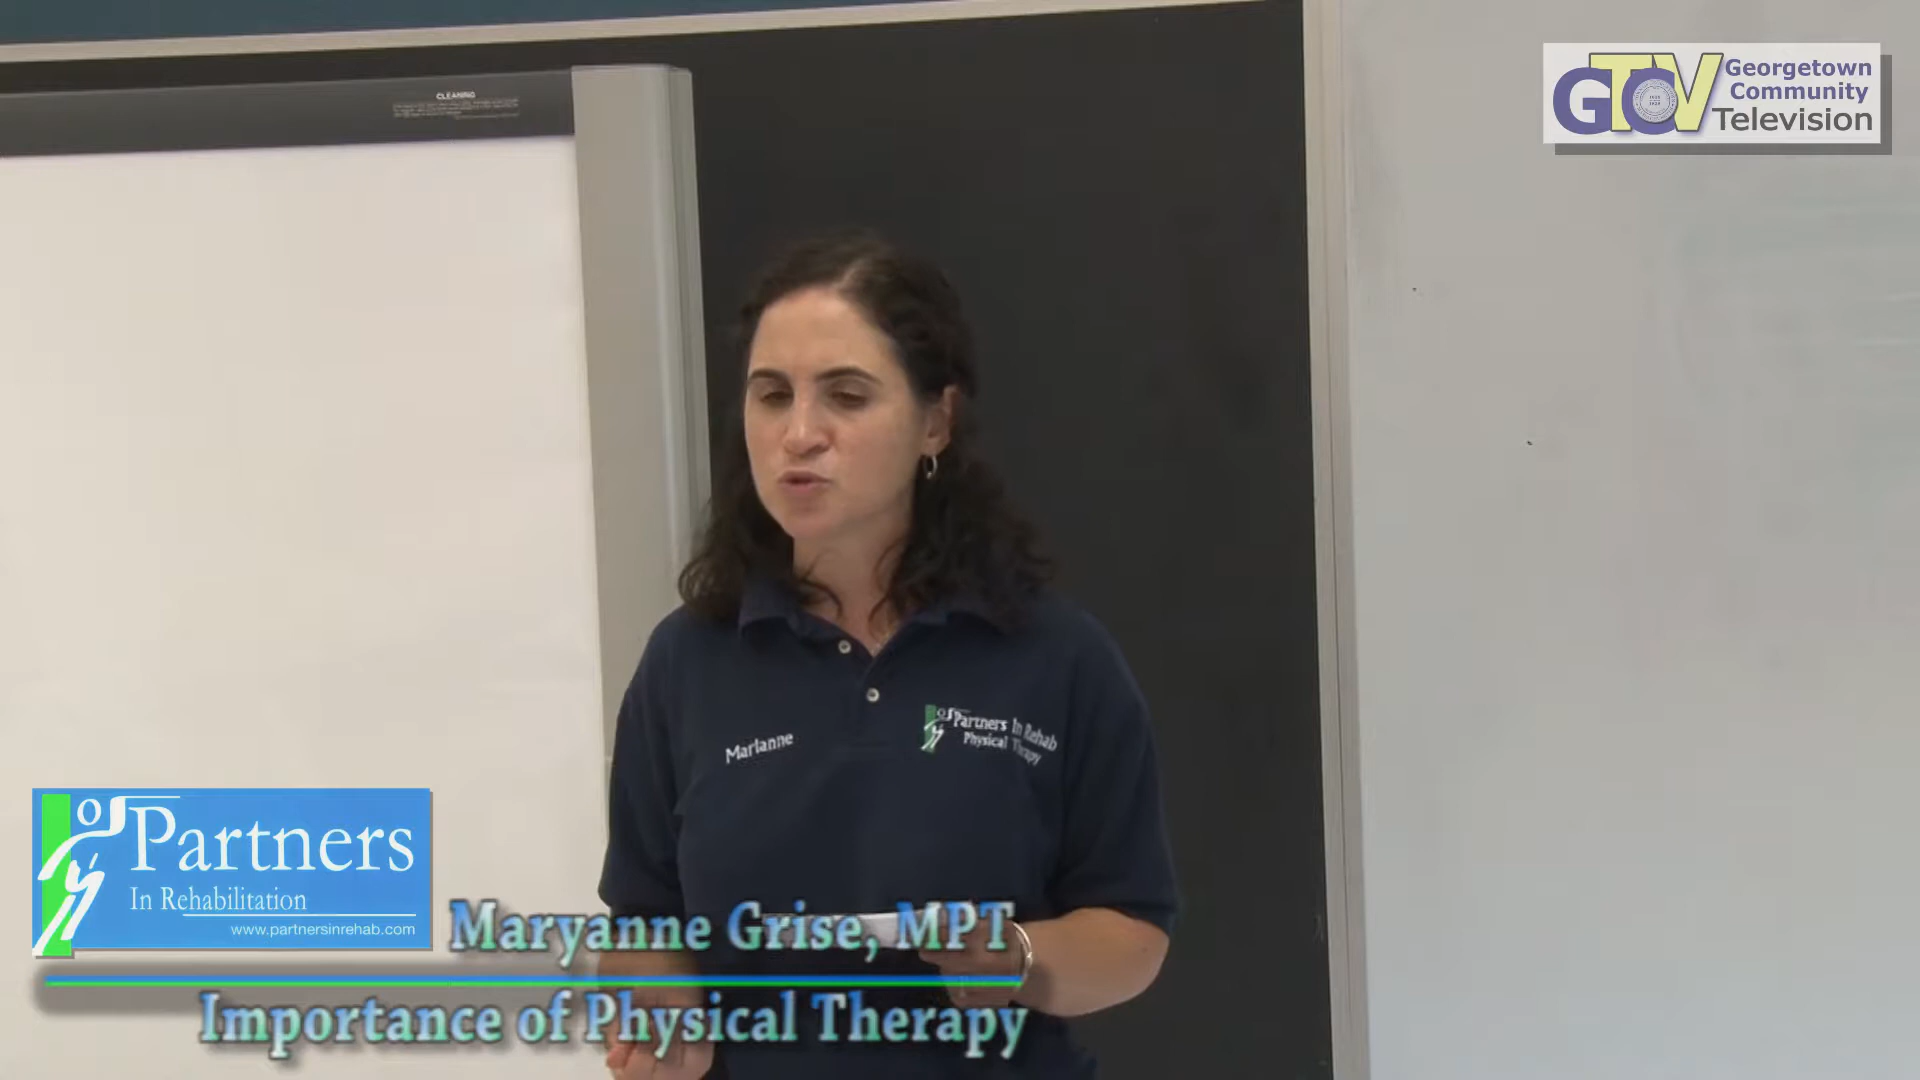 CLEANING
GCTV
Georgetown
Community
Television
Marianne
Partners In Rehab
Physical Therapy
Partners
In Rehabilitation
www.partnersinrehab.com
Maryanne Grise, MPT
Importance of Physical Therapy